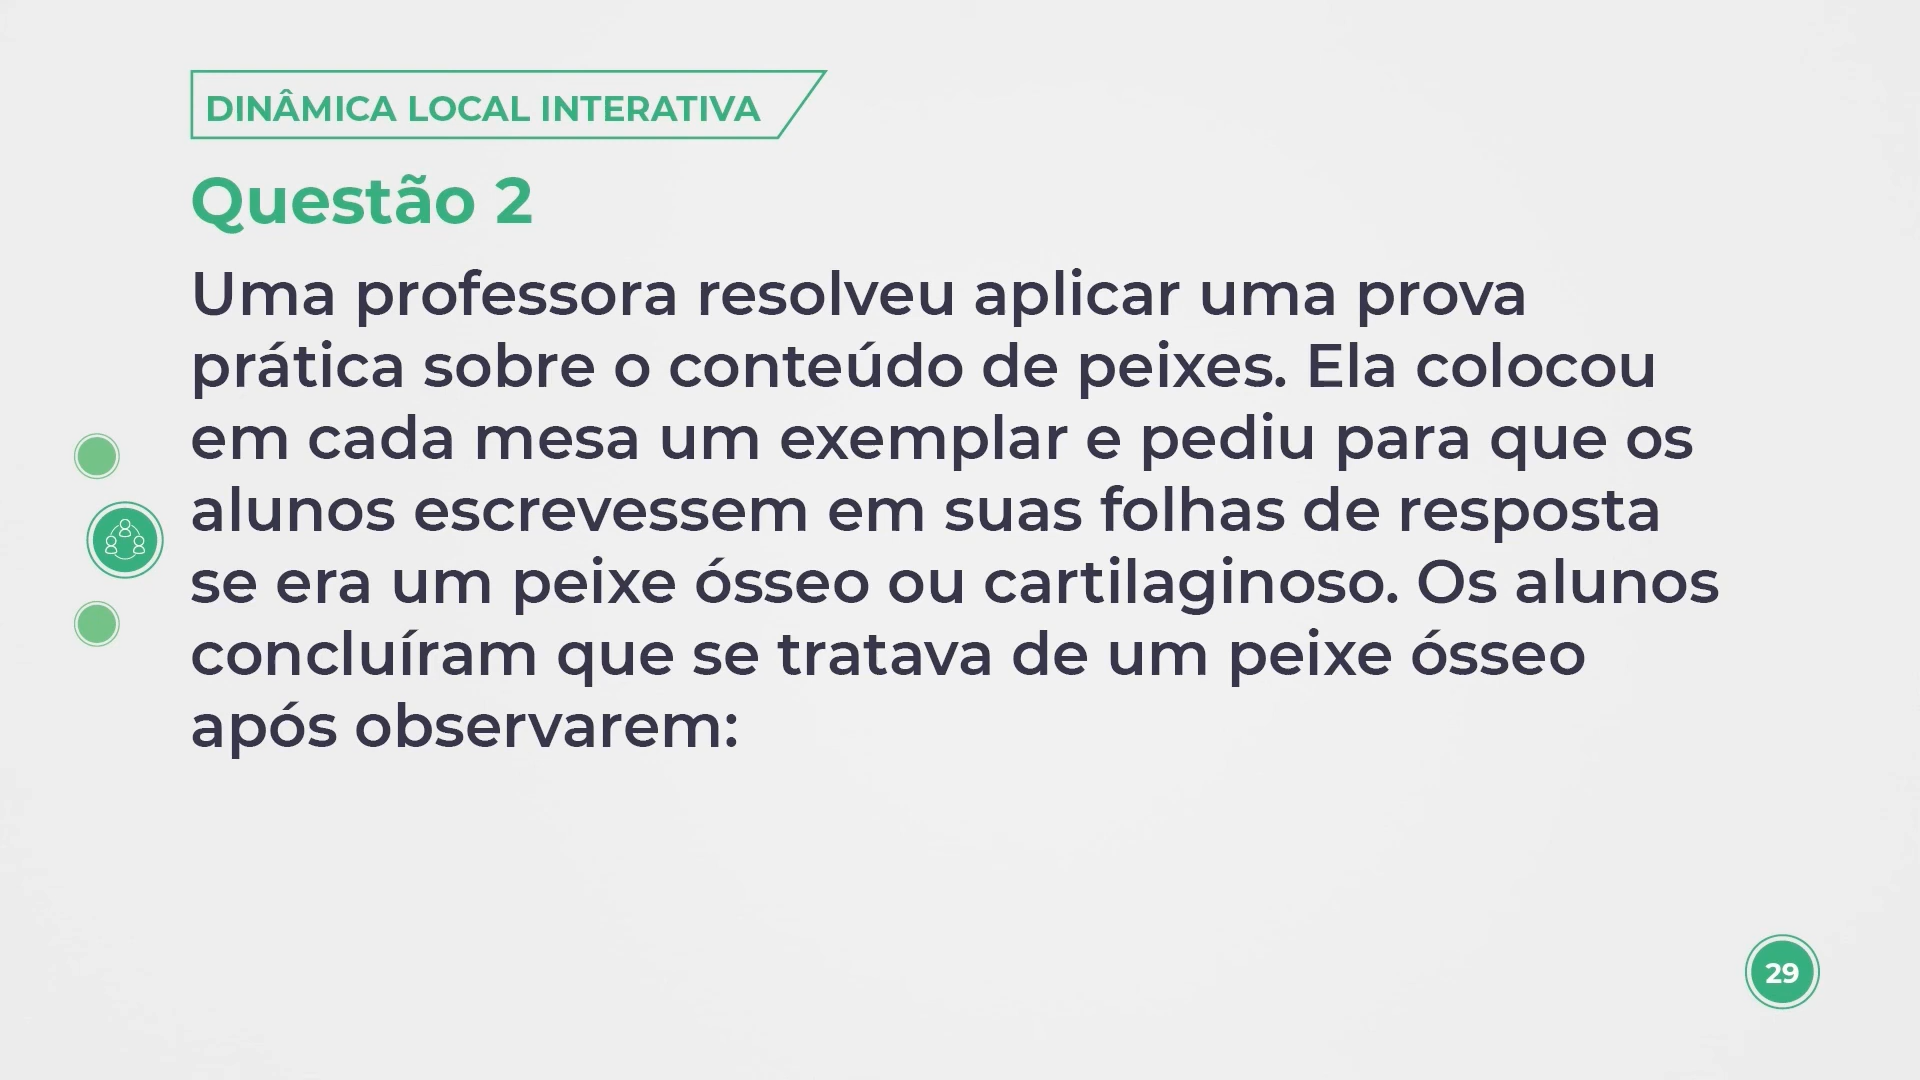 DINÂMICA LOCAL INTERATIVA
Questão 2
Uma professora resolveu aplicar uma prova
prática sobre o conteúdo de peixes. Ela colocou
em cada mesa um exemplar e pediu para que os
alunos escrevessem em suas folhas de resposta
se era um peixe ósseo ou cartilaginoso. Os alunos
concluíram que se tratava de um peixe ósseo
após observarem:
29